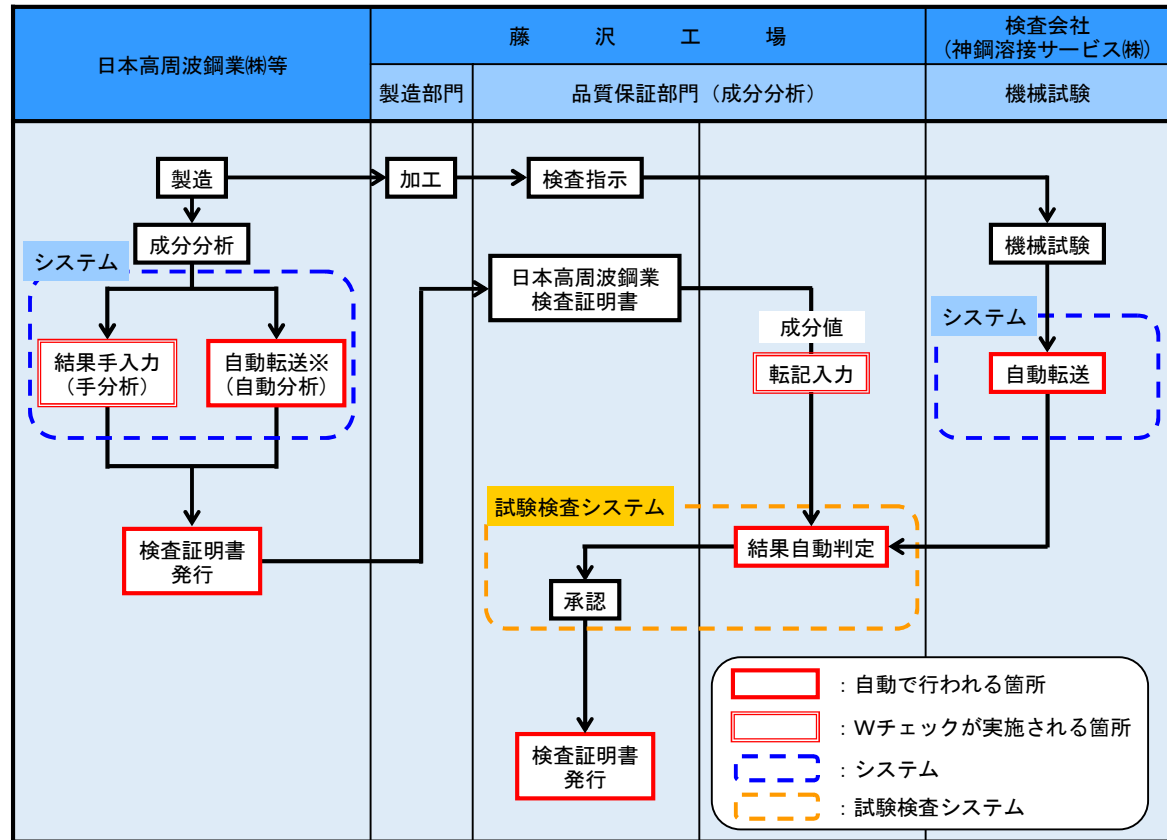 日本高周波鋼業㈱等
藤沢工場
検査会社
(神鋼溶接サービス㈱)
製造部門
品質保証部門(成分分析)
機械試験
製造
加工
検査指示
成分分析
機械試験
システム
日本高周波鋼業
検査証明書
システム
成分値
結果手入力
(手分析)
自動転送※
(自動分析)
転記入力
自動転送
試験検査システム
検査証明書
発行
結果自動判定
承認
:自動で行われる箇所
:Wチェックが実施される箇所
検査証明書
発行
:システム
:試験検査システム